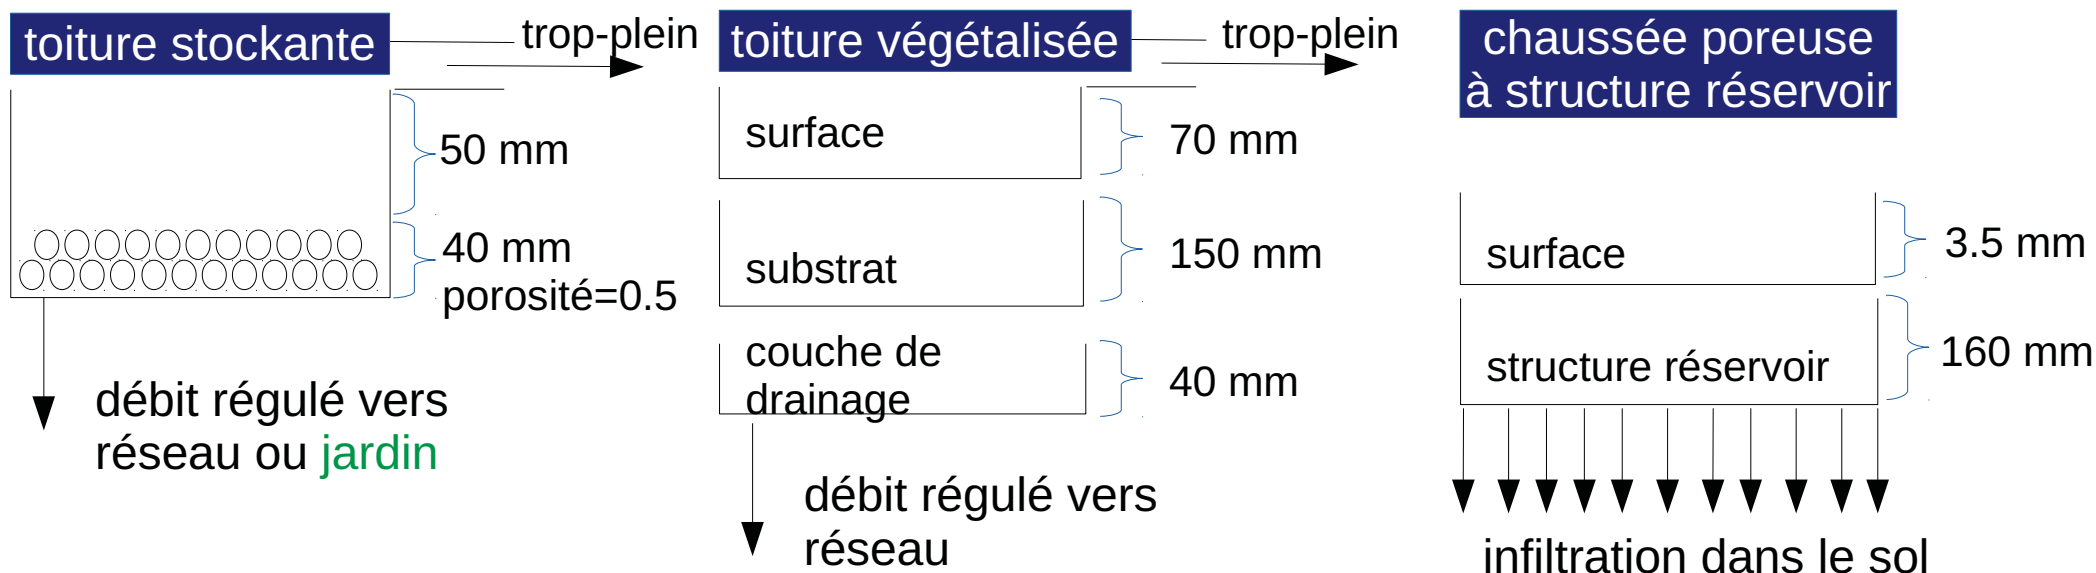 toiture stockante
trop-plein
50 mm
40 mm
porosité=0.5
débit régulé vers
réseau ou jardin
toiture végétalisée
trop-plein
surface
70 mm
substrat
150 mm
couche de
drainage
40 mm
débit régulé vers
réseau
chaussée poreuse
à structure réservoir
surface
3.5 mm
structure réservoir
160 mm
infiltration dans le sol